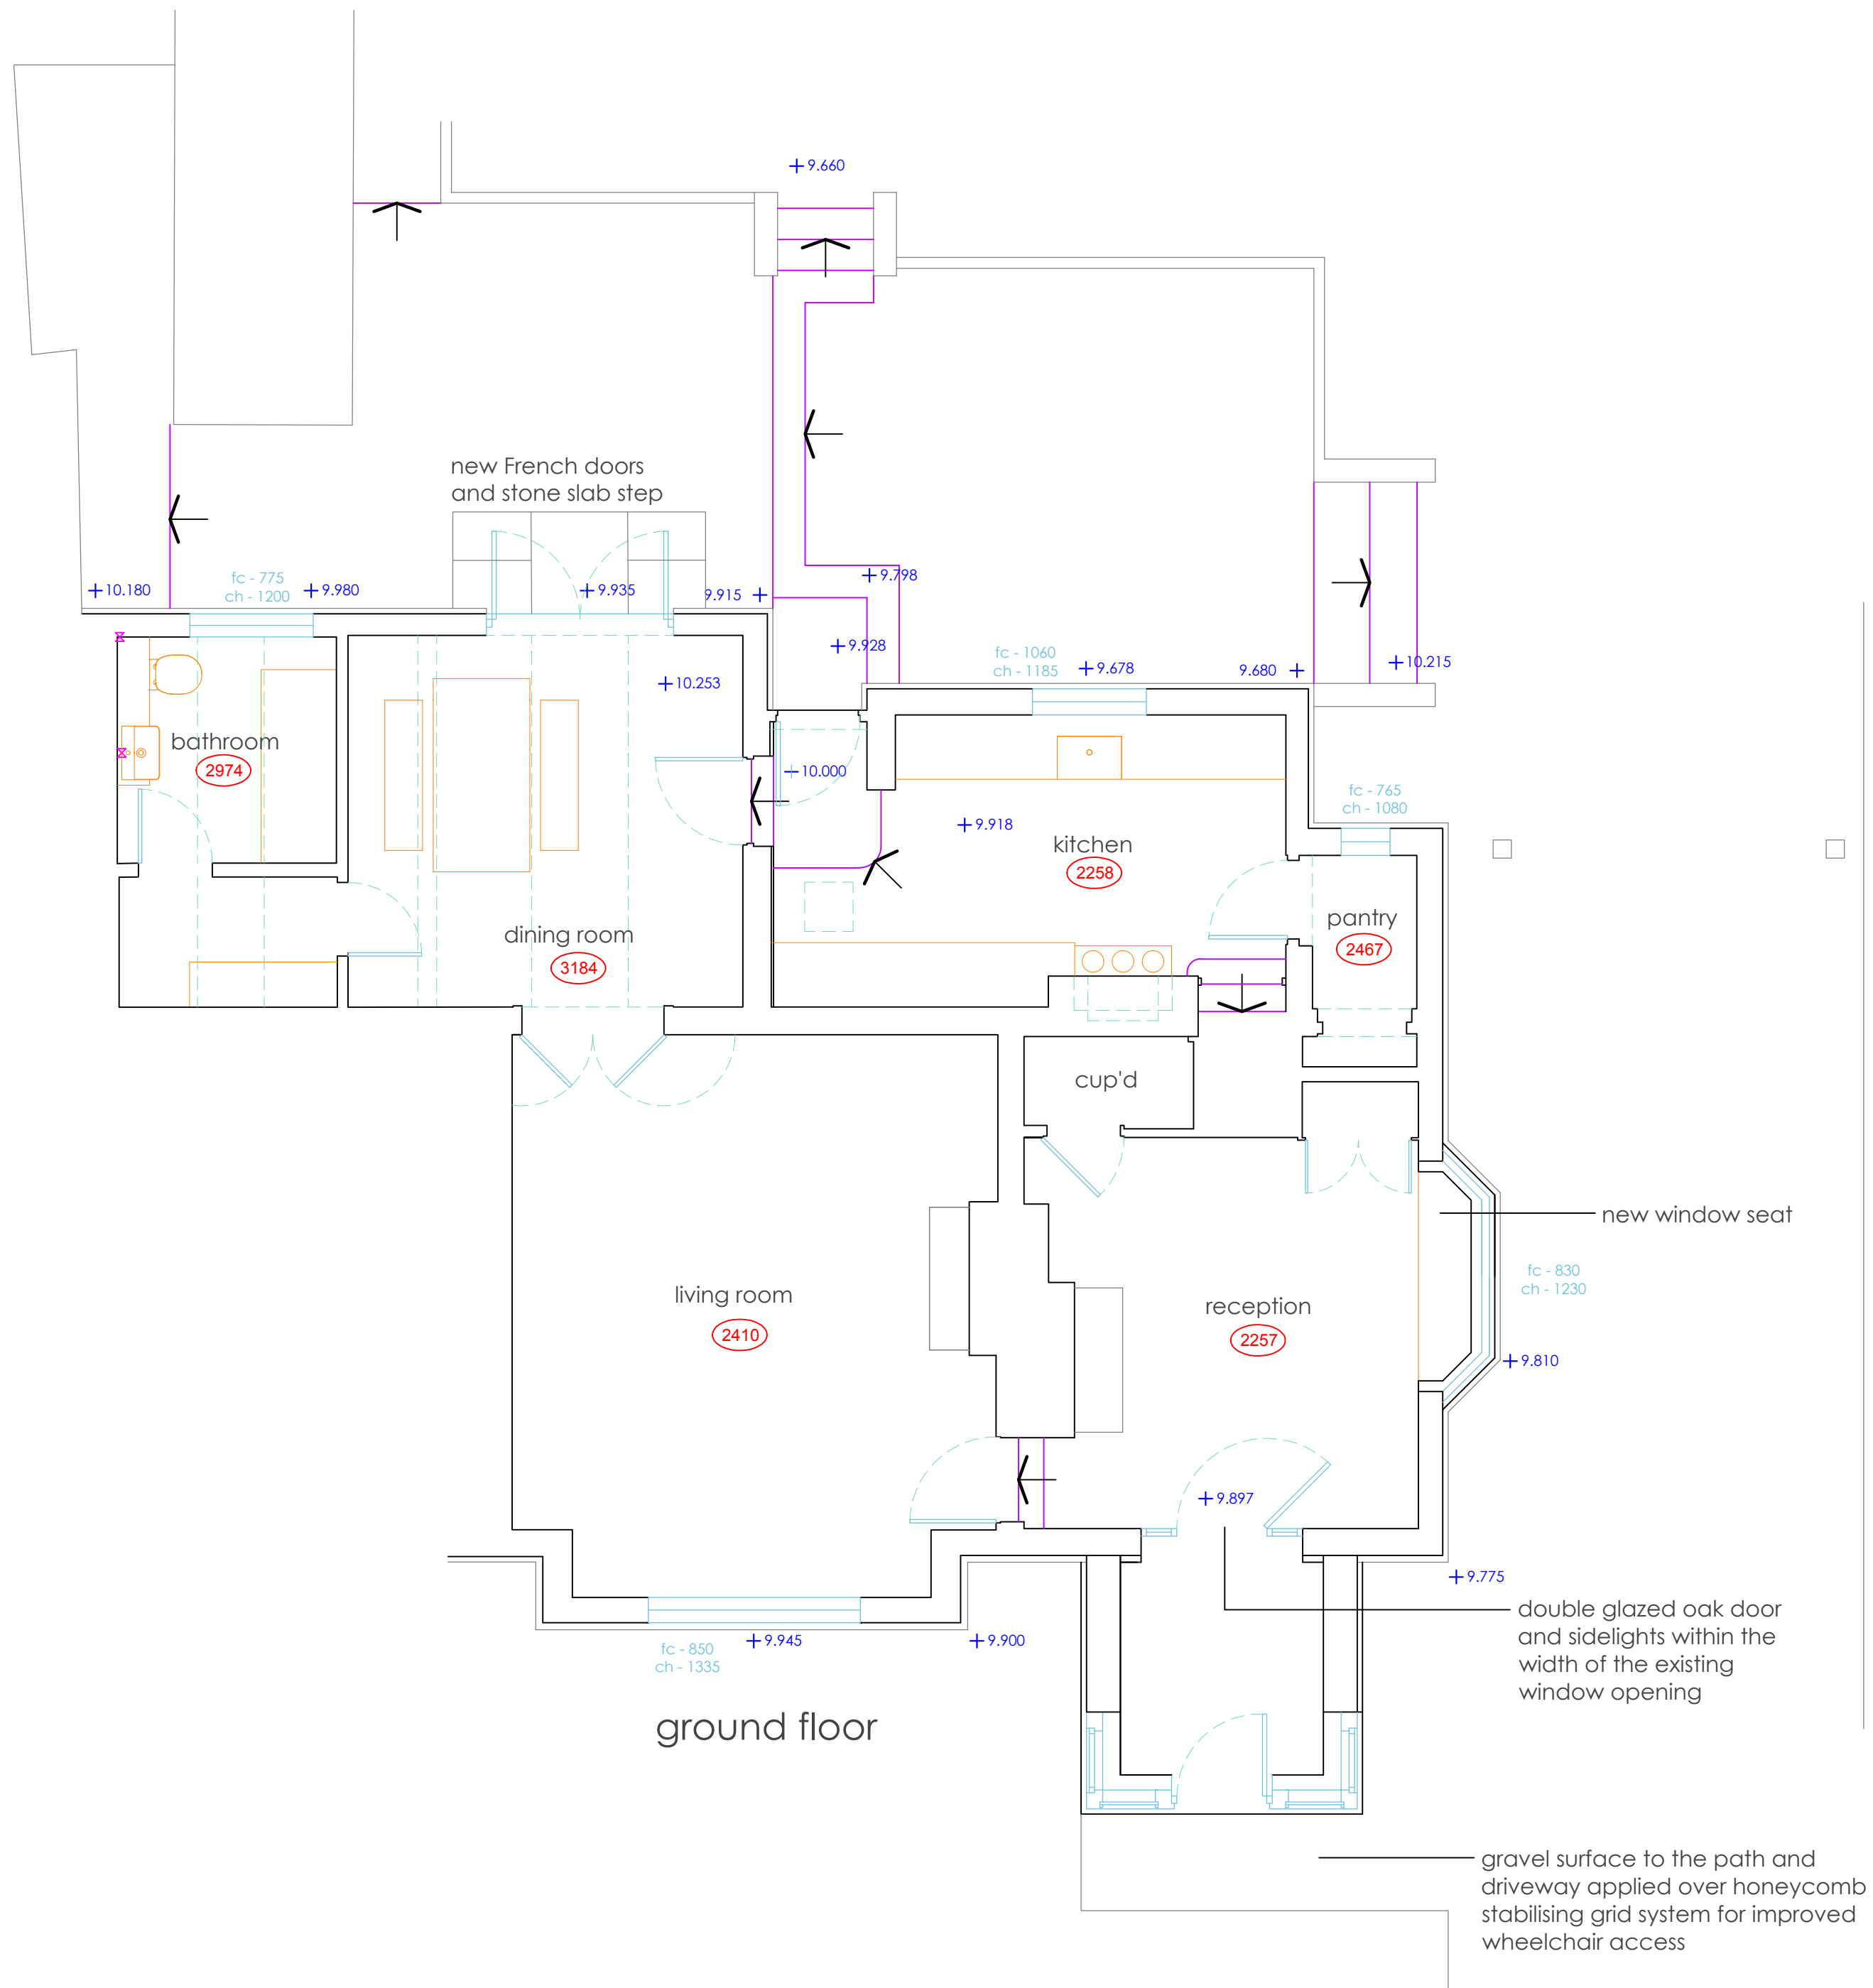 +9.660
new French doors
and stone slab step
+10.180
fc - 775
ch - 1200
+9.980
+9.935
9.915 +
+9.798
+9.928
fc - 1060
ch - 1185
+9.678
9.680 +
+10.215
+10.253
bathroom
2974
+10.000
fc - 765
ch - 1080
+9.918
kitchen
2258
pantry
2467
dining room
3184
cup'd
new window seat
living room
2410
reception
2257
fc - 830
ch - 1230
+9.810
+9.897
+9.775
double glazed oak door
and sidelights within the
width of the existing
window opening
fc - 850
ch - 1335
+9.945
+9.900
ground floor
gravel surface to the path and
driveway applied over honeycomb
stabilising grid system for improved
wheelchair access